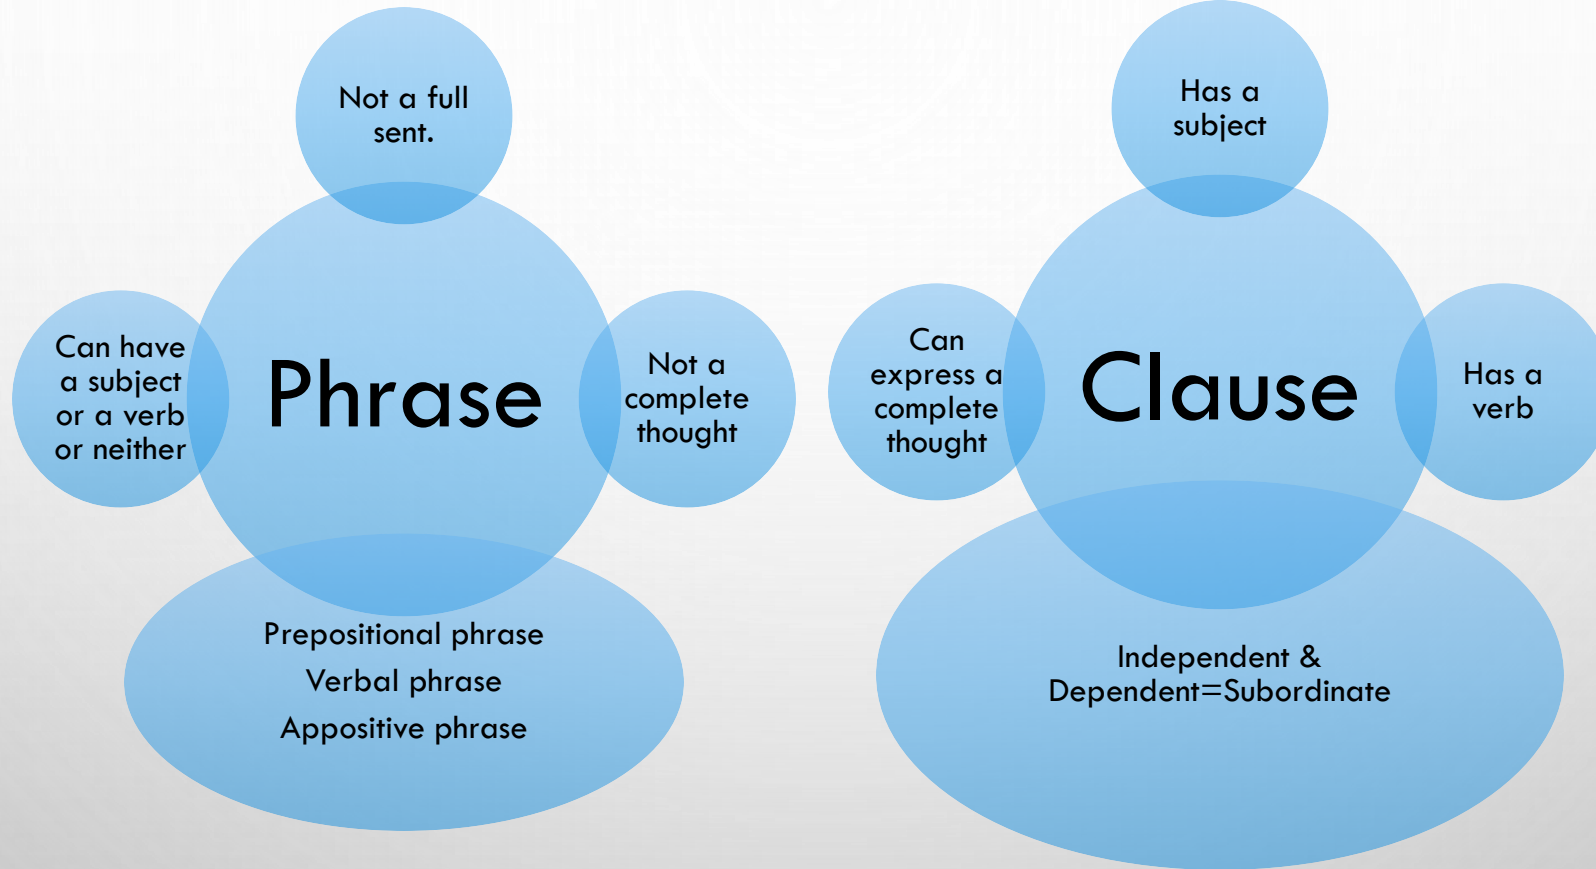 Not a full
sent.
Can have
a subject
or a verb
or neither
Phrase
Not a
complete
thought
Prepositional phrase
Verbal phrase
Appositive phrase
Has a
subject
Can
express a
complete
thought
Clause
Has a
verb
Independent &
Dependent=Subordinate